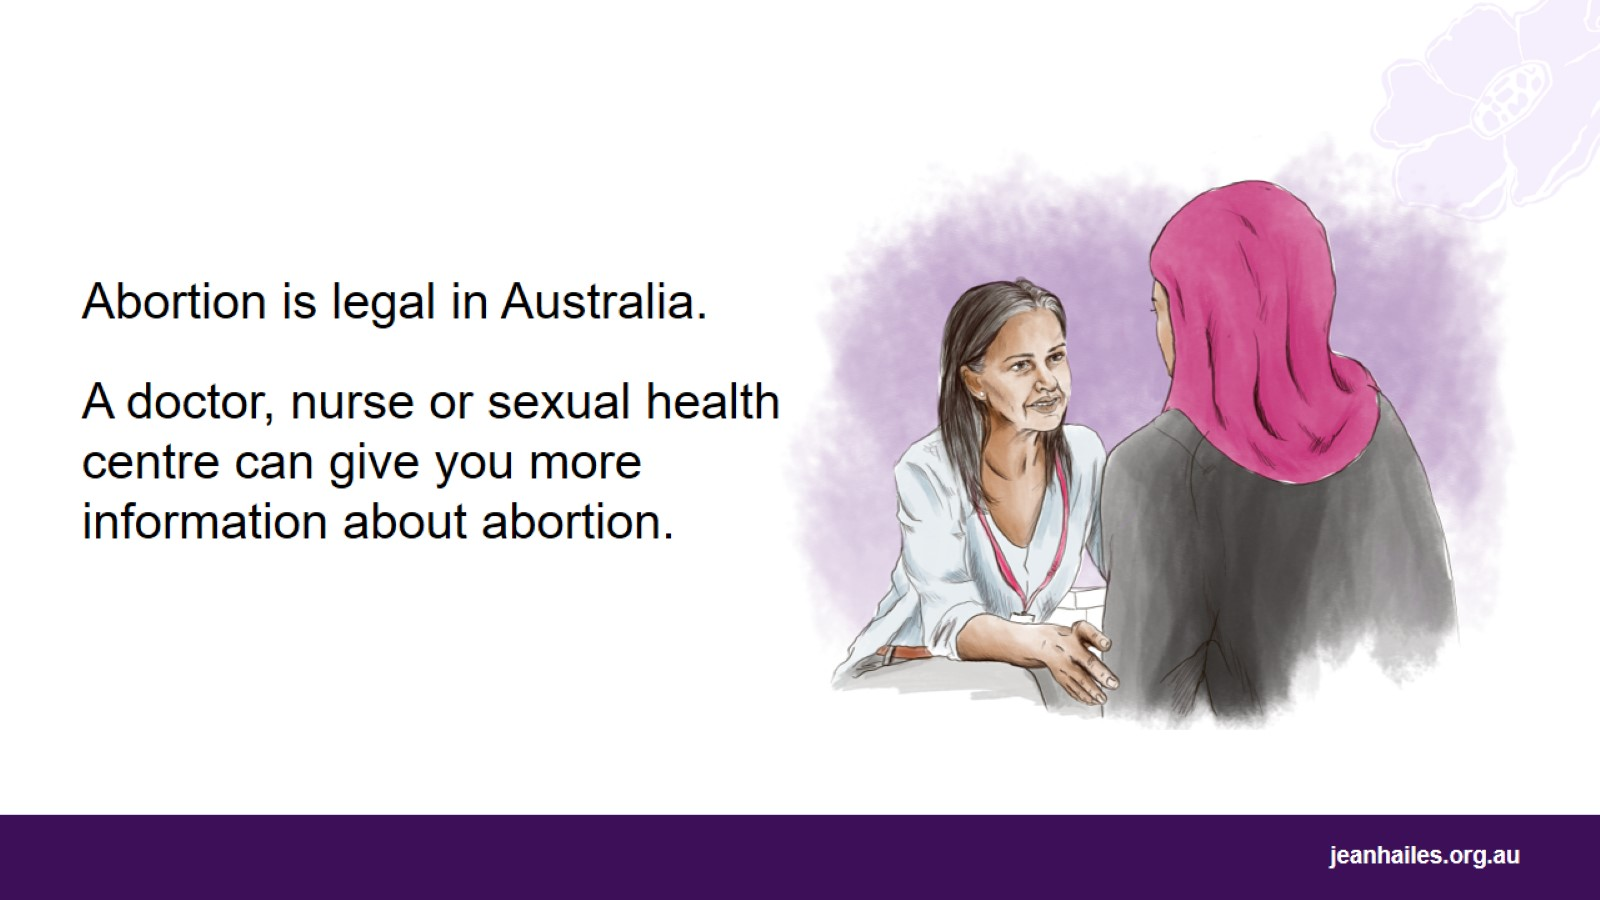 Abortion is legal in Australia.
A doctor, nurse or sexual health
centre can give you more
information about abortion.
jeanhailes.org.au